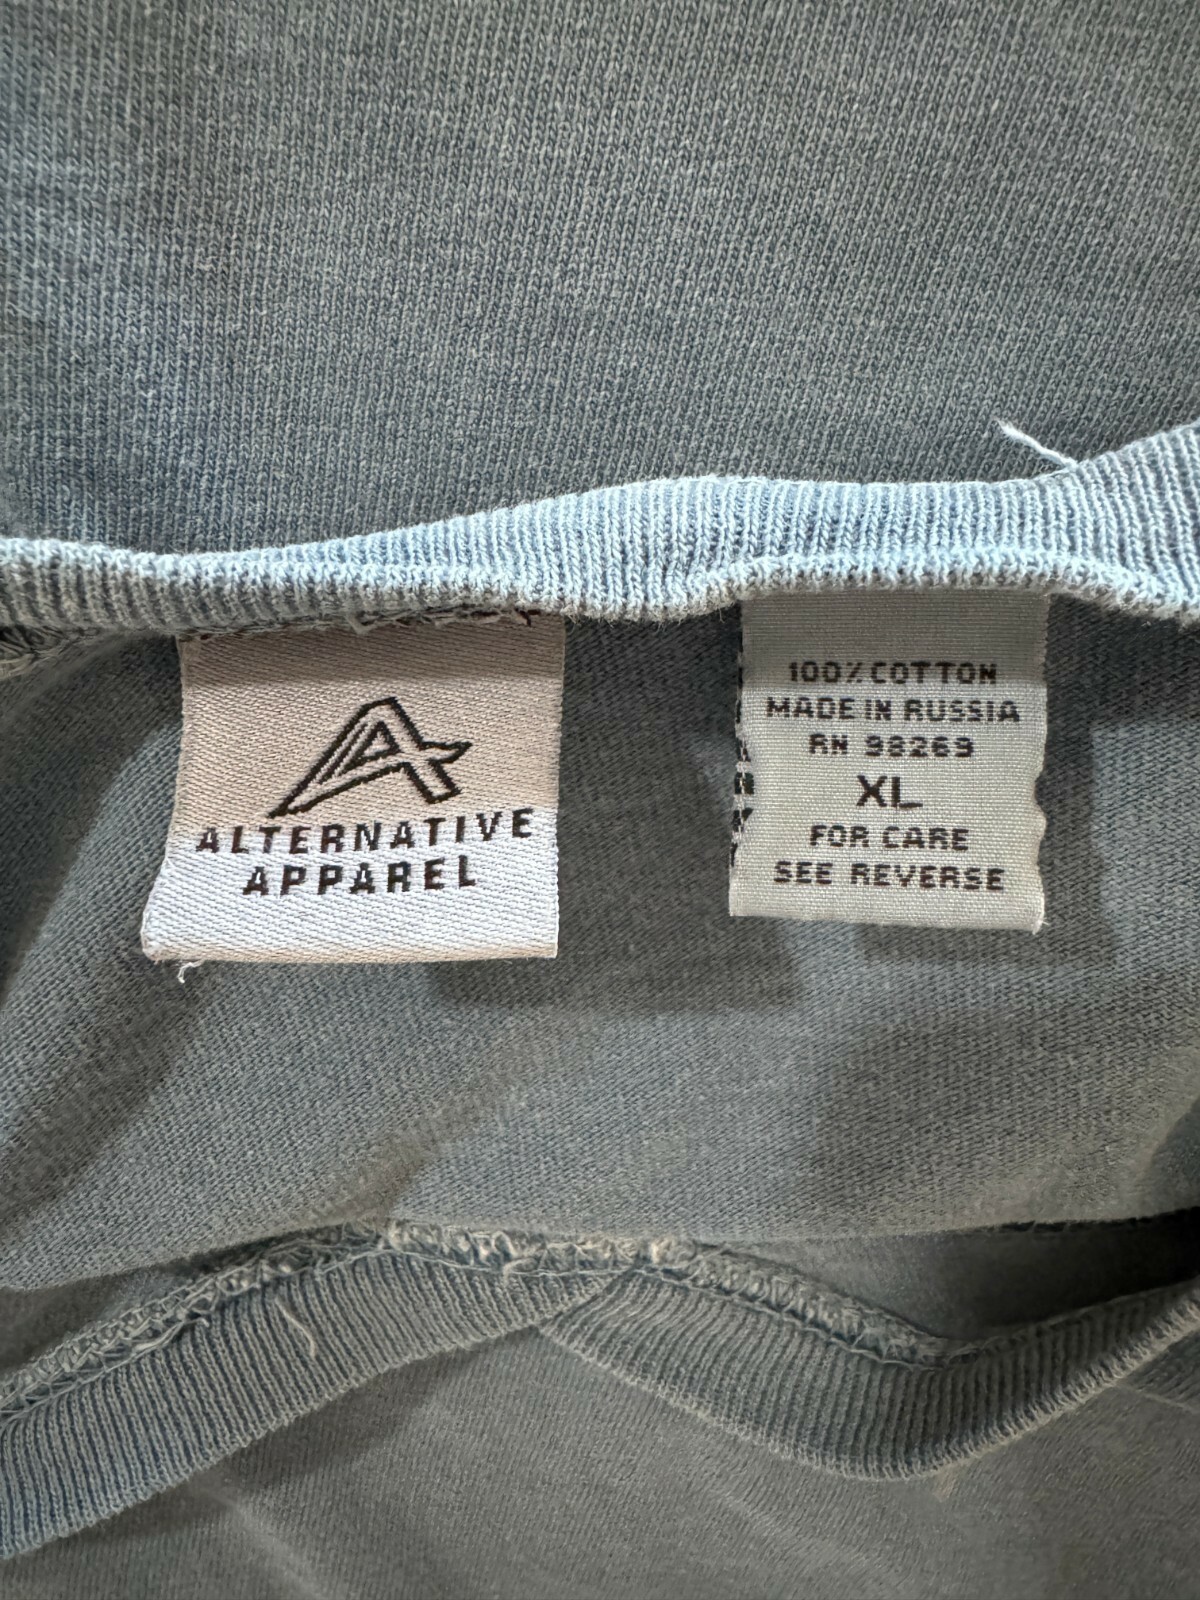 ALTERNATIVE
APPAREL
100% COTTON
MADE IN RUSSIA
RN 98269
XL
FOR CARE
SEE REVERSE